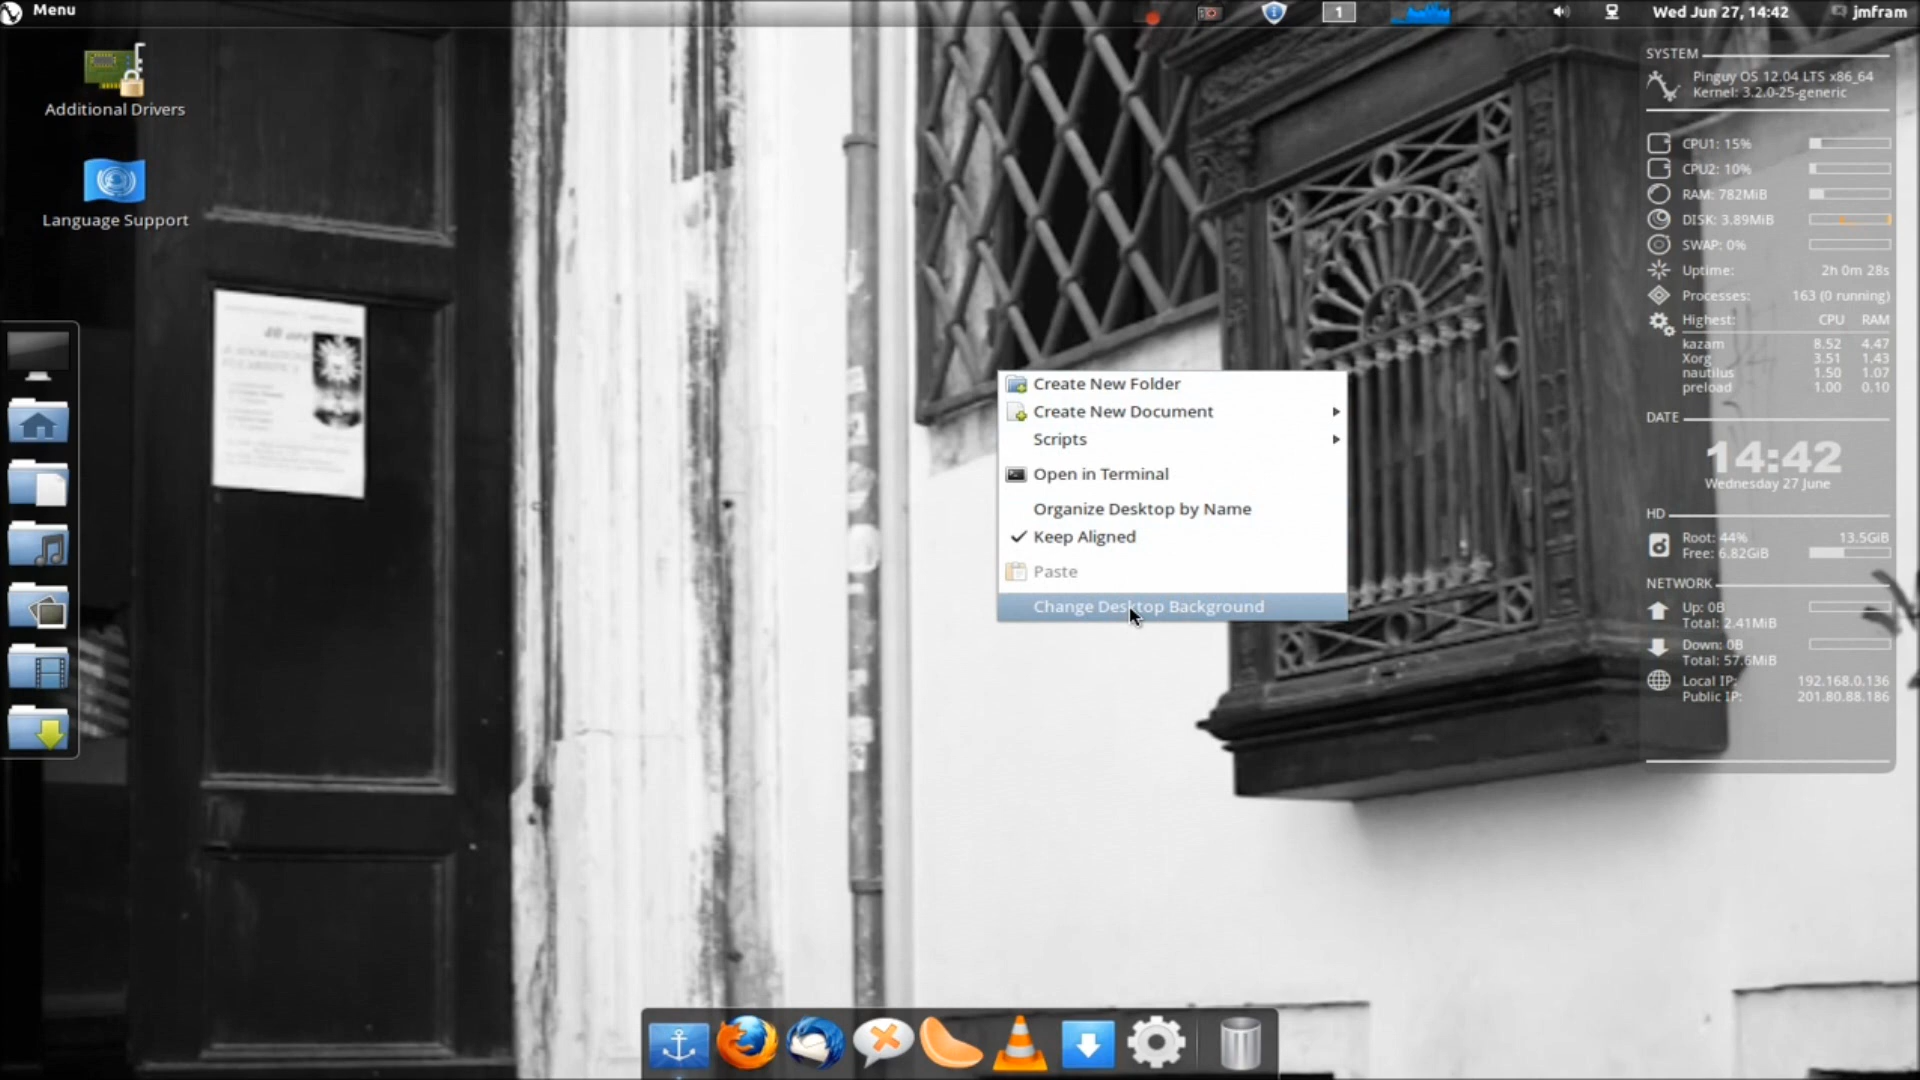 Menu
1
Wed Jun 27, 14:42
jmfram
Additional Drivers
Language Support
Create New Folder
Create New Document
Scripts
Open in Terminal
Organize Desktop by Name
Keep Aligned
Paste
Change Desktop Background
SYSTEM
Pinguy OS 12.04 LTS x86_64
Kernel: 3.2.0-25-generic
CPU1: 15%
CPU2: 10%
RAM: 782MiB
DISK: 3.89MiB
SWAP: 0%
Uptime: 2h 0m 28s
Processes: 163 (0 running)
Highest: CPU RAM
kazam 8.52 4.47
Xorg 3.51 1.43
nautilus 1.50 1.07
preload 1.00 0.10
DATE
14:42
Wednesday 27 June
HD
Root: 44% 13.5GiB
Free: 6.82GiB
NETWORK
Up: 0B
Total: 2.41MiB
Down: 0B
Total: 57.6MiB
Local IP: 192.168.0.136
Public IP: 201.80.88.186